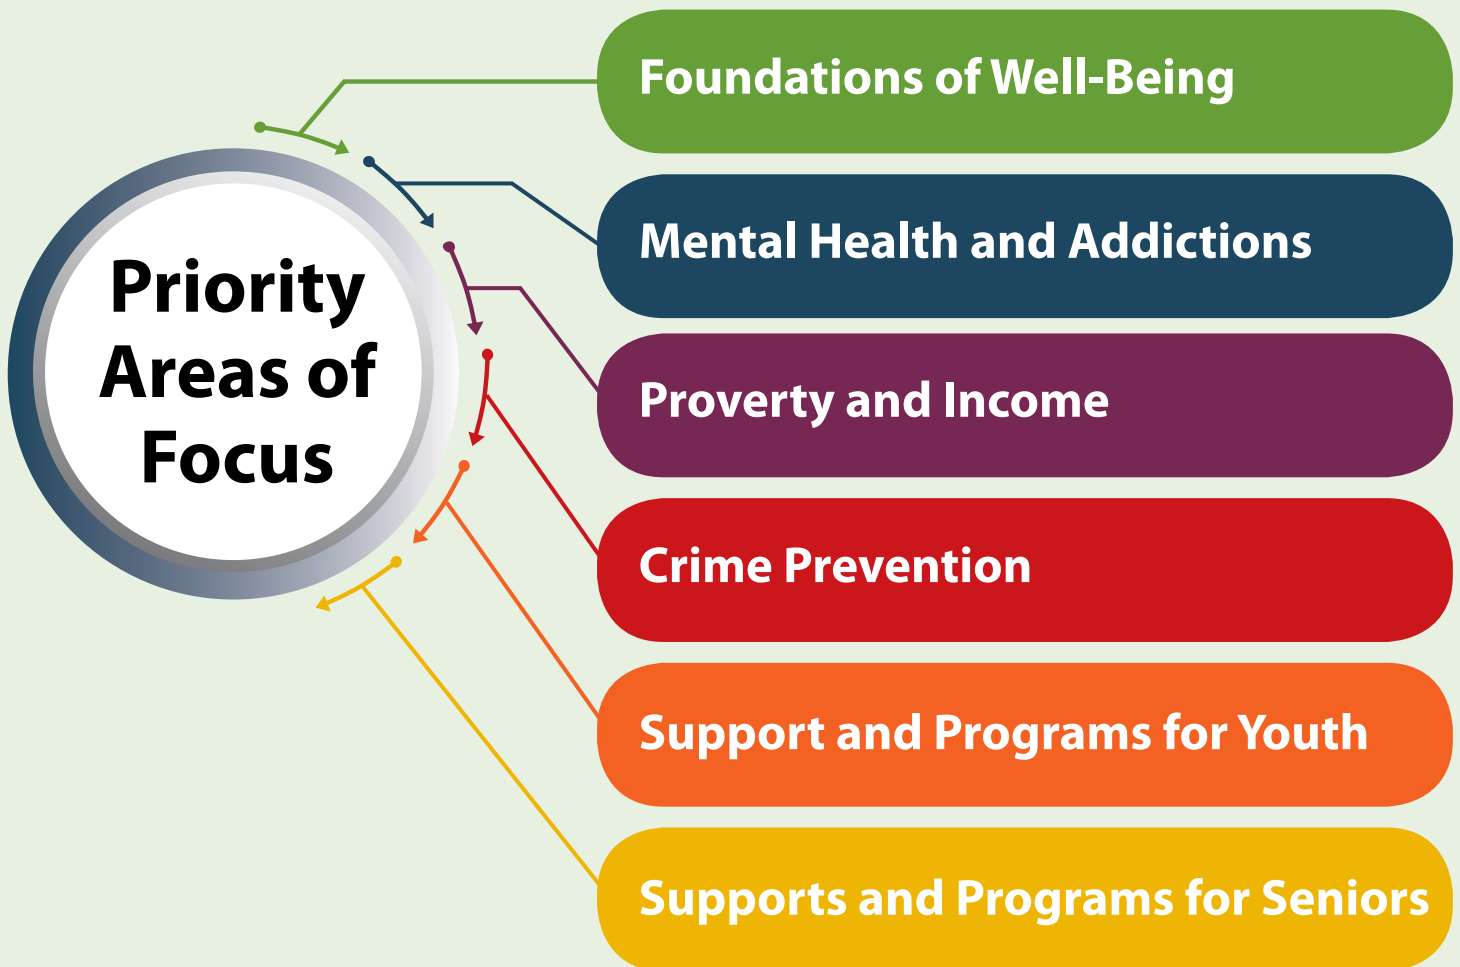 Priority
Areas of
Focus
Foundations of Well-Being
Mental Health and Addictions
Proverty and Income
Crime Prevention
Support and Programs for Youth
Supports and Programs for Seniors